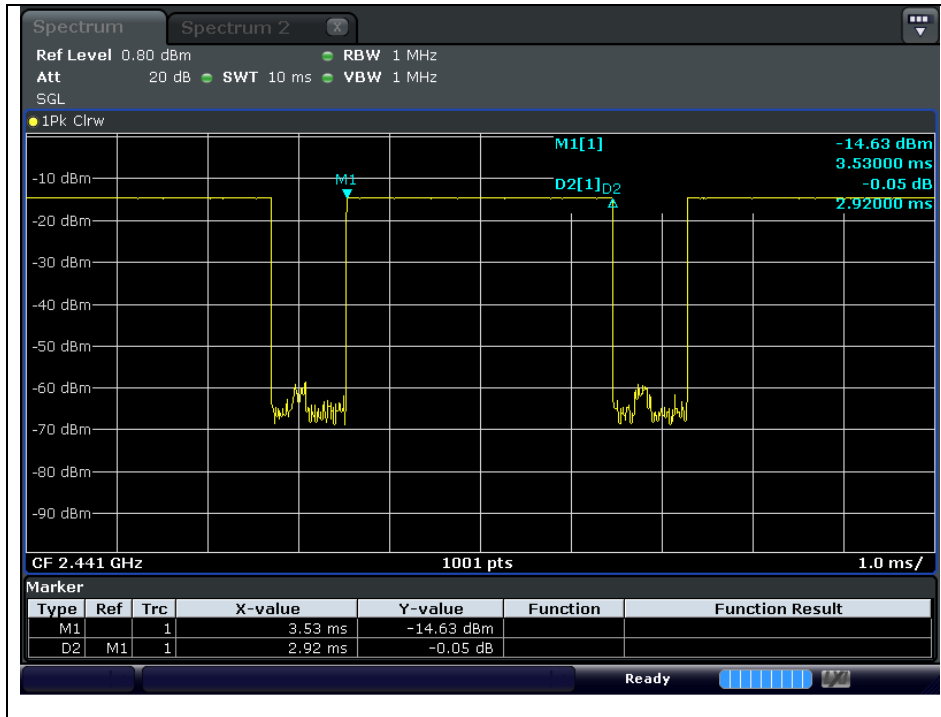 Spectrum Spectrum 2 X
Ref Level 0.80 dBm RBW 1 MHz
Att 20 dB SWT 10 ms VBW 1 MHz
SGL
1Pk Clrw
M1[1] -14.63 dBm
3.53000 ms
D2[1] -0.05 dB
2.92000 ms
M1
D2
-10 dBm
-20 dBm
-30 dBm
-40 dBm
-50 dBm
-60 dBm
-70 dBm
-80 dBm
-90 dBm
CF 2.441 GHz 1001 pts 1.0 ms/
Marker
Type Ref Trc X-value Y-value Function Function Result
M1 1 3.53 ms -14.63 dBm
D2 M1 1 2.92 ms -0.05 dB
Ready